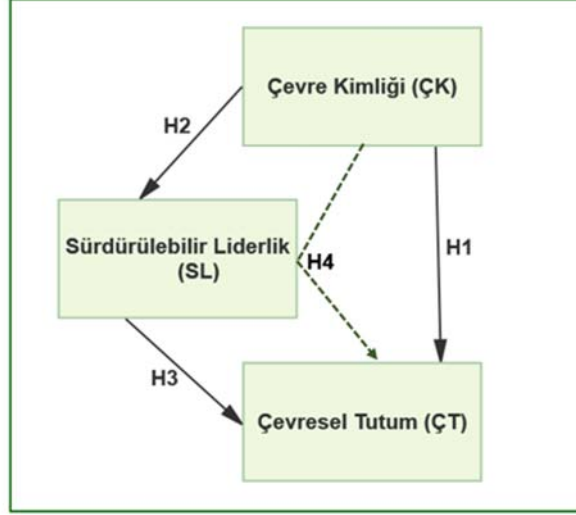 Çevre Kimliği (ÇK)
H2
Sürdürülebilir Liderlik
(SL)
H4
H1
H3
Çevresel Tutum (ÇT)